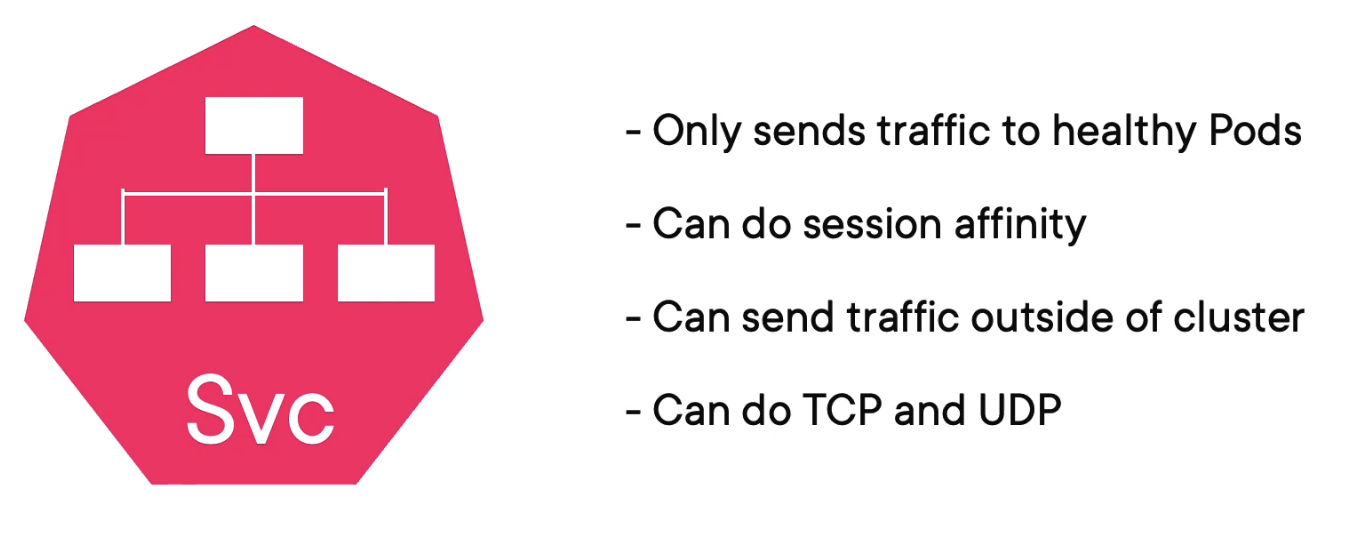 Svc
- Only sends traffic to healthy Pods
- Can do session affinity
- Can send traffic outside of cluster
- Can do TCP and UDP